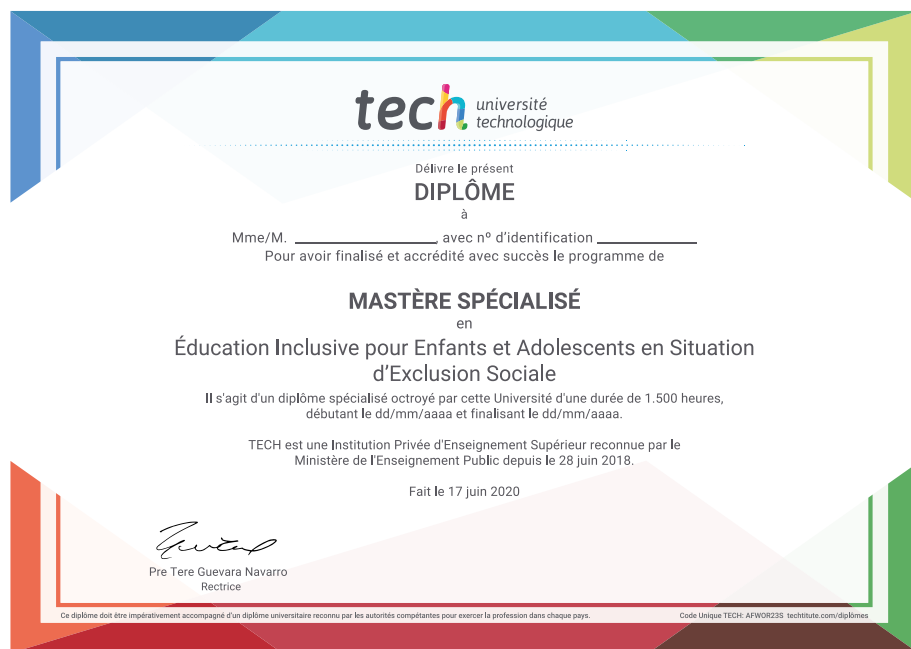 tech université
technologique
Délivre le présent
DIPLÔME
à
Mme/M. ____________, avec nº d'identification ____________
Pour avoir finalisé et accrédité avec succès le programme de
MASTÈRE SPÉCIALISÉ
en
Éducation Inclusive pour Enfants et Adolescents en Situation
d'Exclusion Sociale
Il s'agit d'un diplôme spécialisé octroyé par cette Université d'une durée de 1.500 heures,
débutant le dd/mm/aaaa et finalisant le dd/mm/aaaa.
TECH est une Institution Privée d'Enseignement Supérieur reconnue par le
Ministère de l'Enseignement Public depuis le 28 juin 2018.
Fait le 17 juin 2020
Pre Tere Guevara Navarro
Rectrice
Ce diplôme doit être impérativement accompagné d'un diplôme universitaire reconnu par les autorités compétantes pour exercer la profession dans chaque pays. Code Unique TECH: AFWOR23S techtitute.com/diplômes